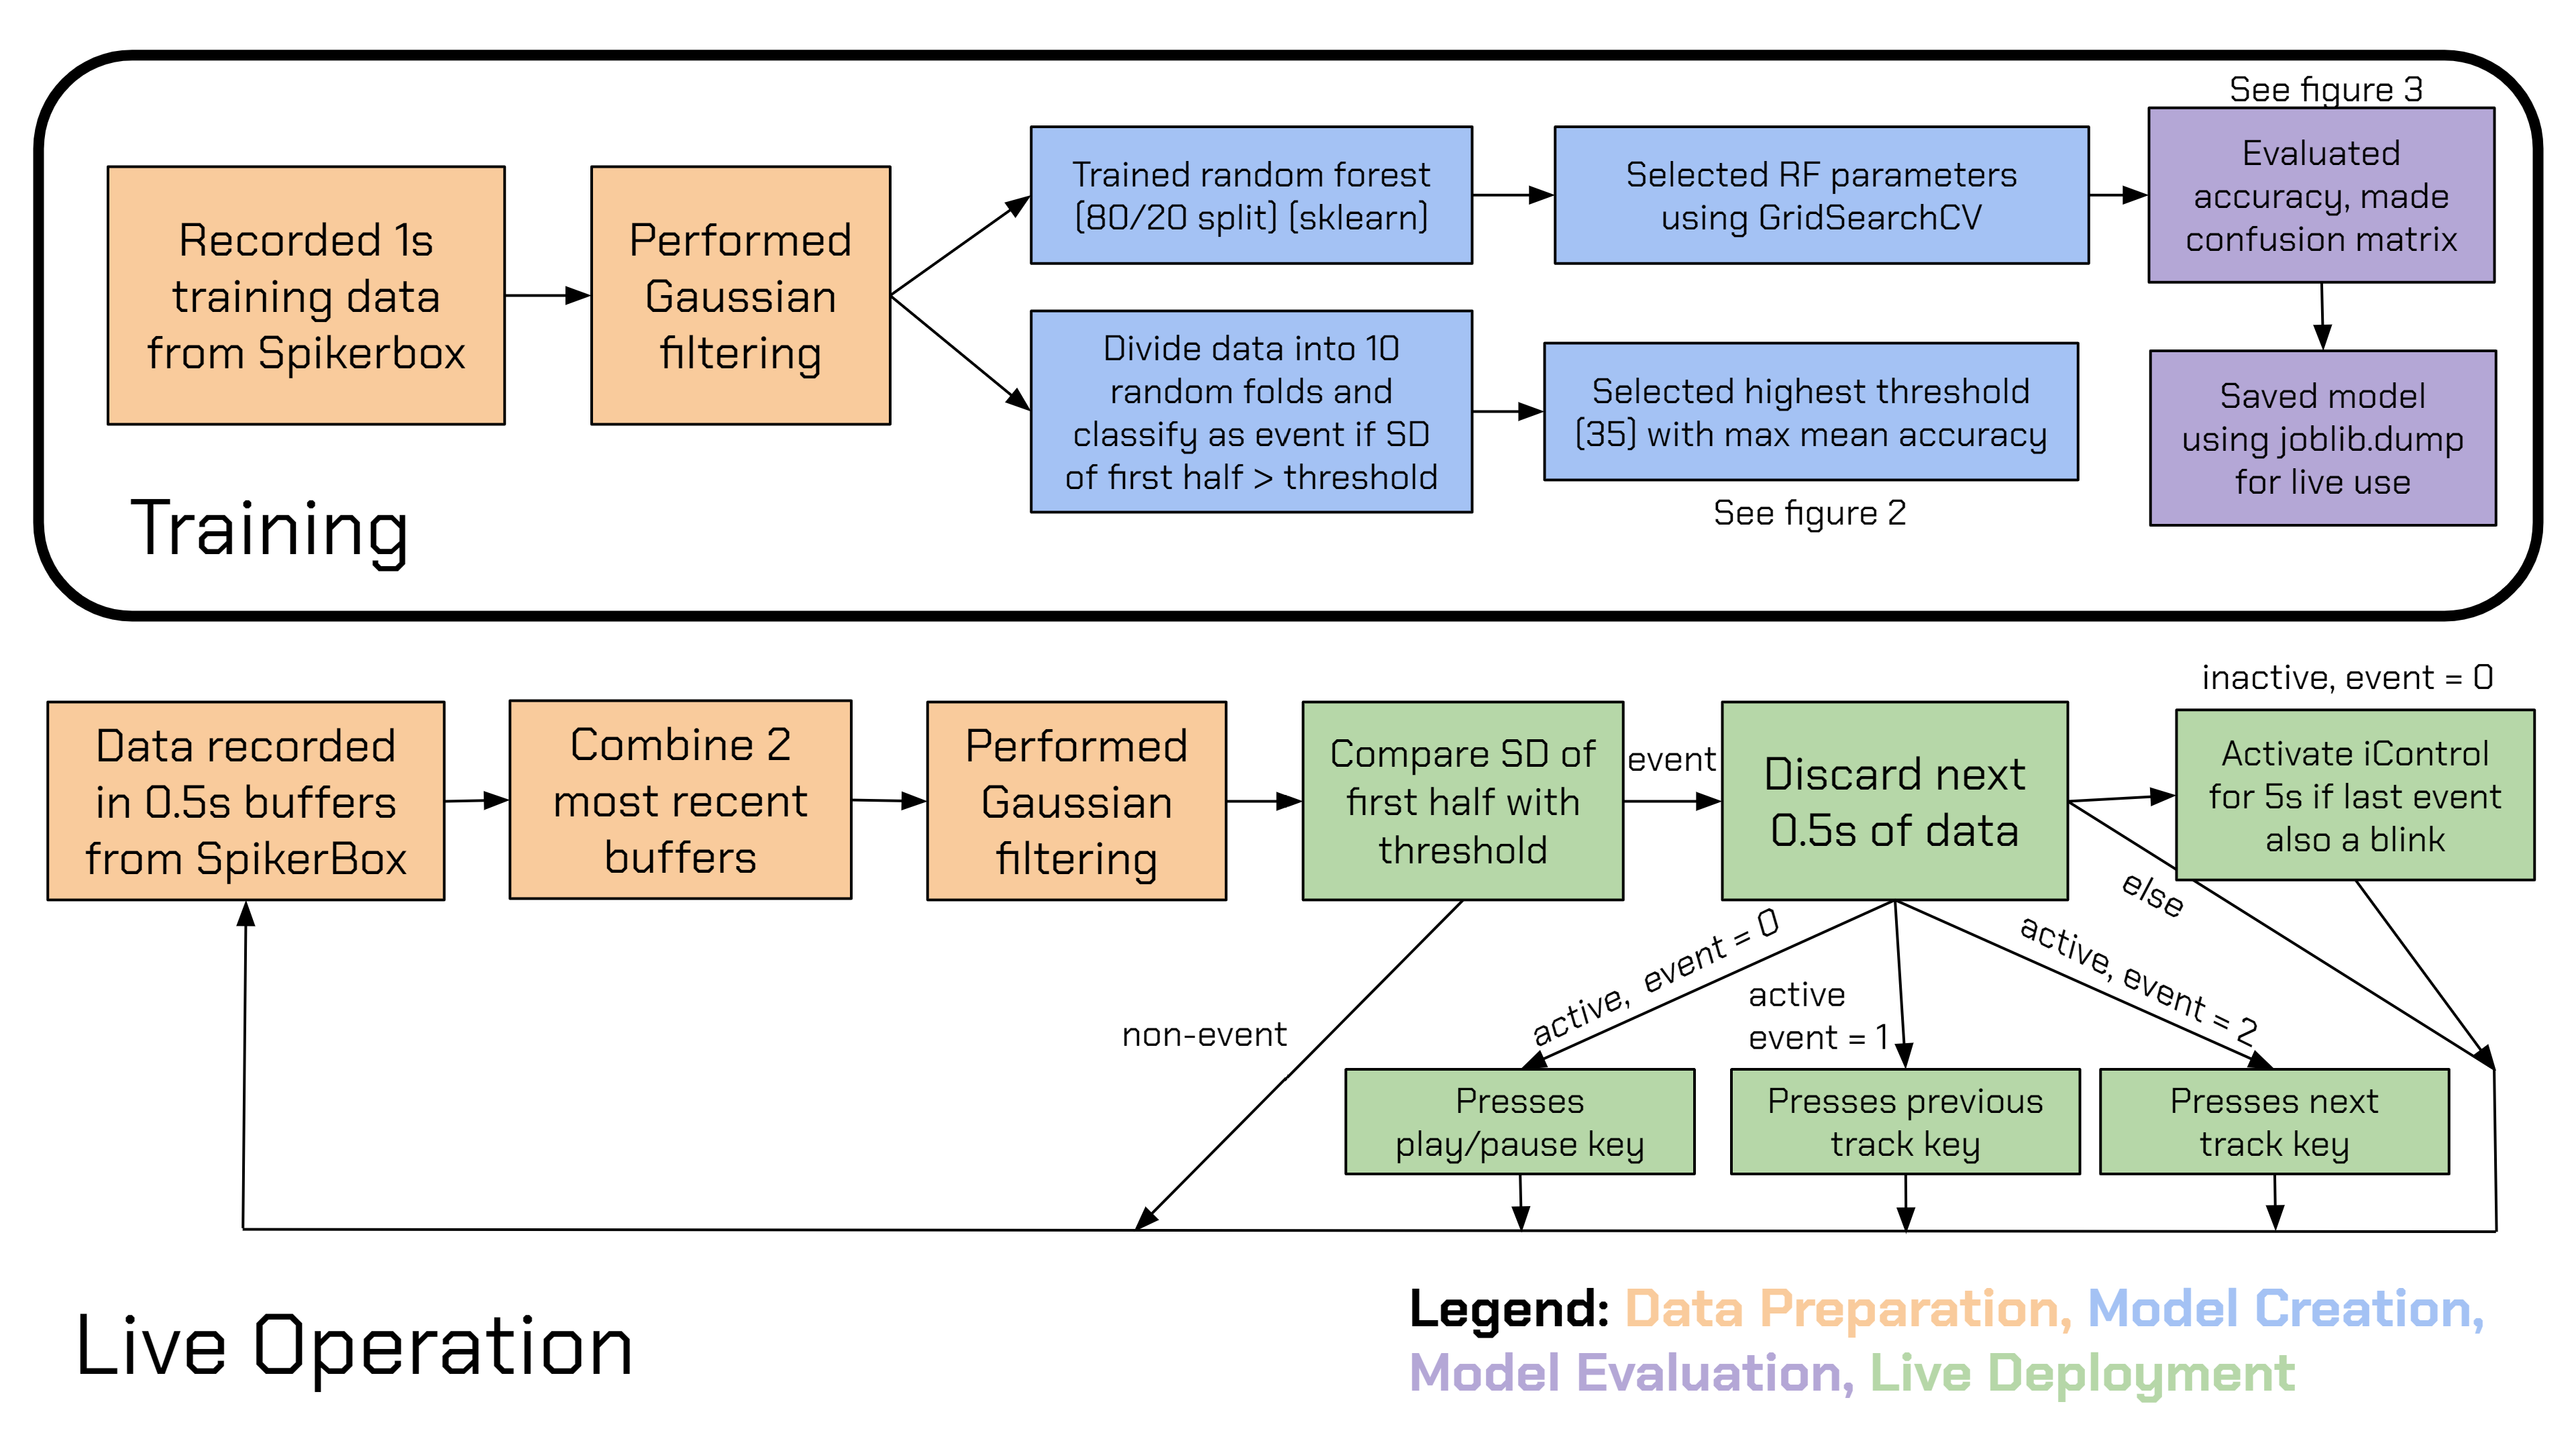 See figure 3
Recorded 1s
training data
from Spikerbox
Performed
Gaussian
filtering
Trained random forest
(80/20 split) (sklearn)
Selected RF parameters
using GridSearchCV
Evaluated
accuracy, made
confusion matrix
Divide data into 10
random folds and
classify as event if SD
of first half > threshold
Selected highest threshold
(35) with max mean accuracy
See figure 2
Saved model
using joblib.dump
for live use
Training
inactive, event = 0
Data recorded
in 0.5s buffers
from SpikerBox
Combine 2
most recent
buffers
Performed
Gaussian
filtering
Compare SD of
first half with
threshold
event
Discard next
0.5s of data
Activate iControl
for 5s if last event
also a blink
else
non-event
active, event = 0
active
event = 1
active, event = 2
Presses
play/pause key
Presses previous
track key
Presses next
track key
Live Operation
Legend: Data Preparation, Model Creation,
Model Evaluation, Live Deployment